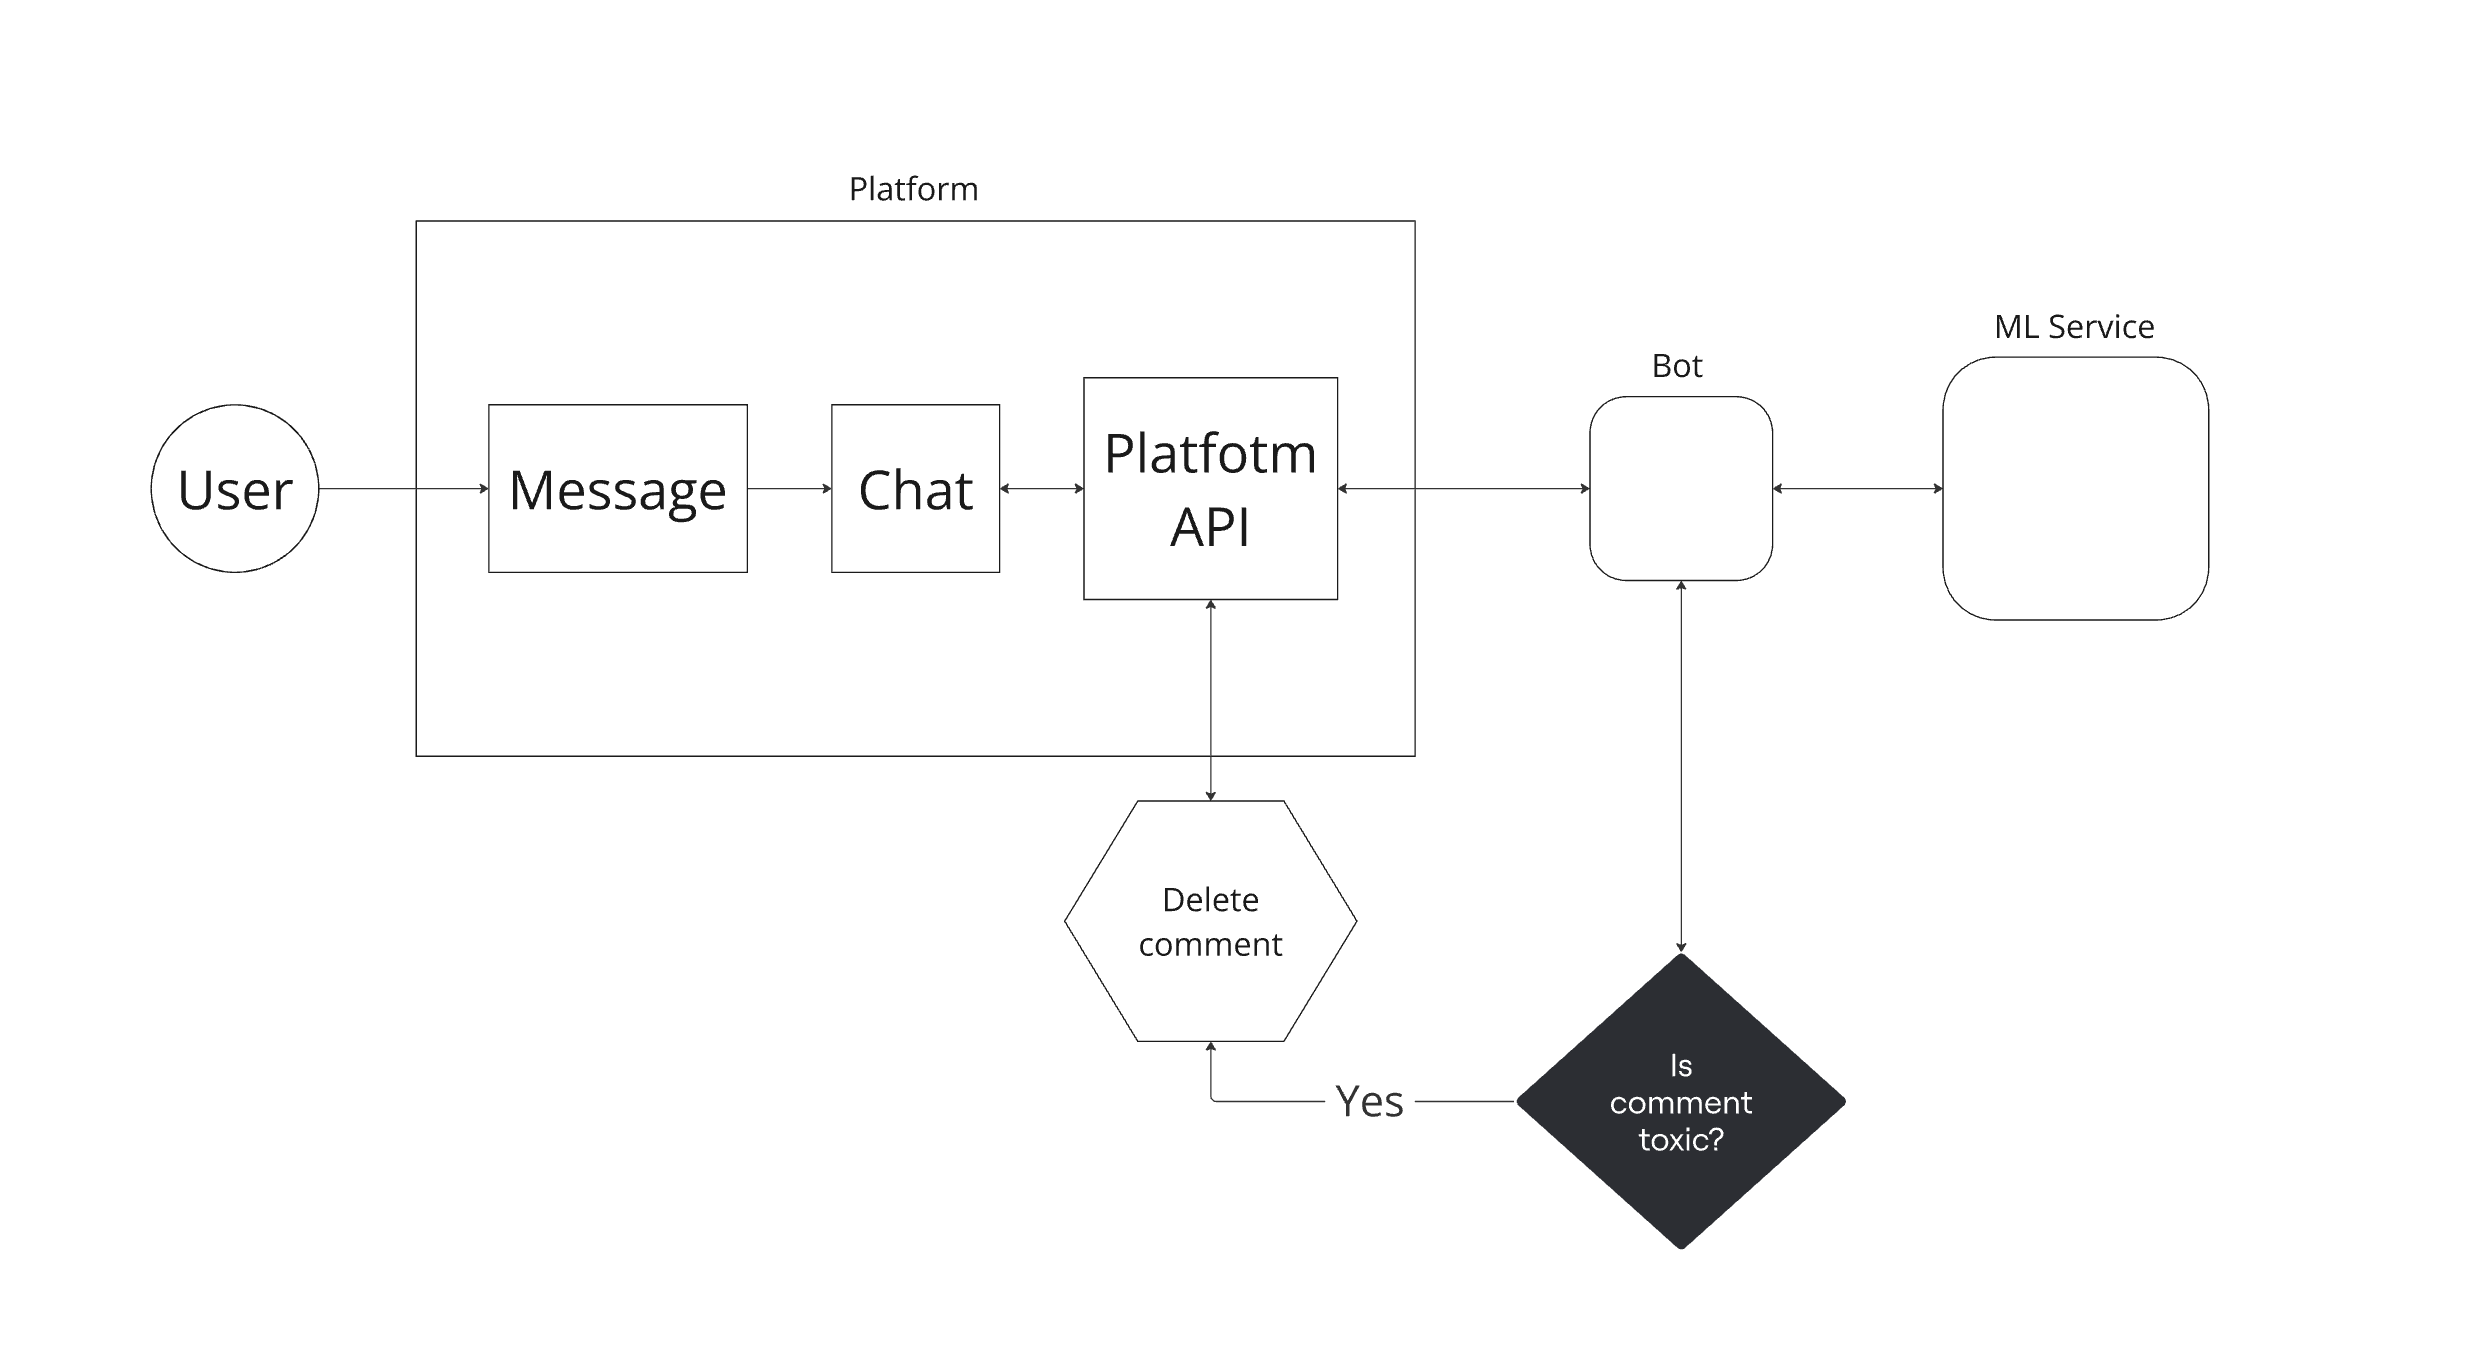 Platform
ML Service
Bot
User
Message
Chat
Platfotm
API
Delete
comment
Yes
Is
comment
toxic?